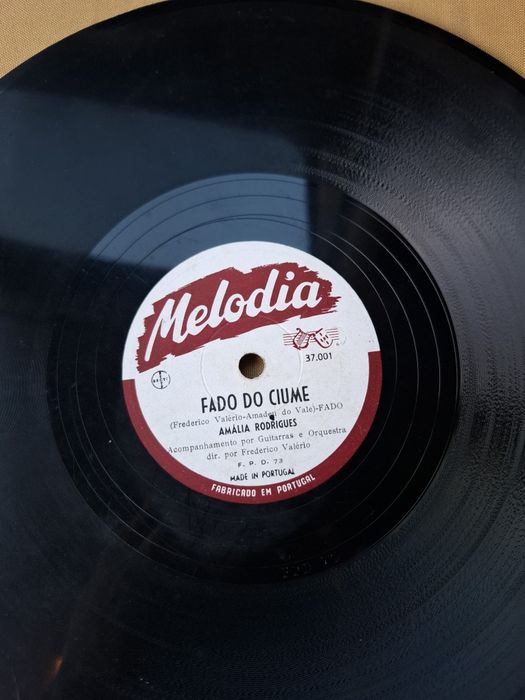 Melodia
37.001
FADO DO CIUME
(Frederico Valério-Amadeu do Vale)-FADO
AMÁLIA RODRIGUES
Acompanhamento por Guitarras e Orquestra
dir. por Frederico Valério
F. P. D. 73
MADE IN PORTUGAL
FABRICADO EM PORTUGAL